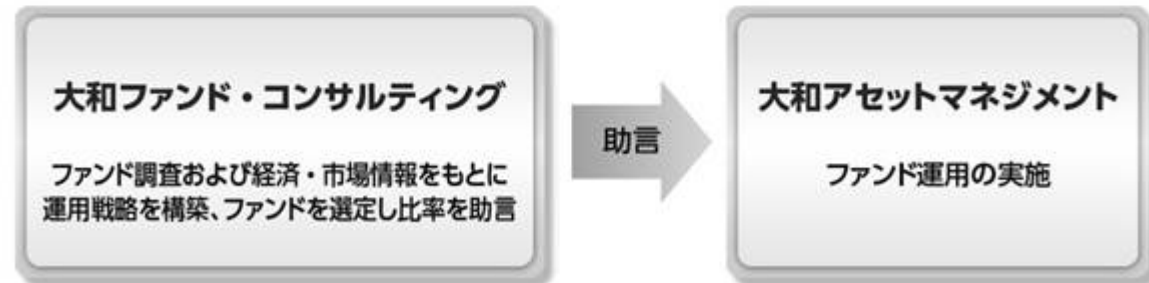 大和ファンド・コンサルティング
ファンド調査および経済・市場情報をもとに
運用戦略を構築、ファンドを選定し比率を助言
助言
大和アセットマネジメント
ファンド運用の実施